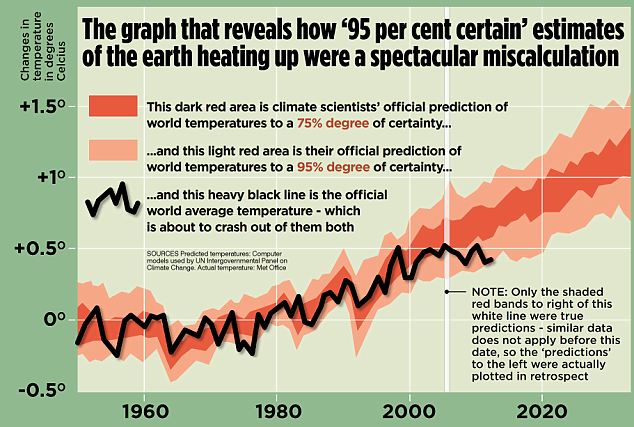 The graph that reveals how ‘95 per cent certain’ estimates
of the earth heating up were a spectacular miscalculation
Changes in
temperature
in degrees
Celcius
+1.5º
+1º
+0.5º
0º
-0.5º
This dark red area is climate scientists’ official prediction of
world temperatures to a 75% degree of certainty...
...and this light red area is their official prediction of
world temperatures to a 95% degree of certainty...
...and this heavy black line is the official
world average temperature - which
is about to crash out of them both
SOURCES Predicted temperatures: Computer
models used by UN Intergovernmental Panel on
Climate Change. Actual temperature: Met Office
NOTE: Only the shaded
red bands to right of this
white line were true
predictions - similar data
does not apply before this
date, so the ‘predictions’
to the left were actually
plotted in retrospect
1960
1980
2000
2020